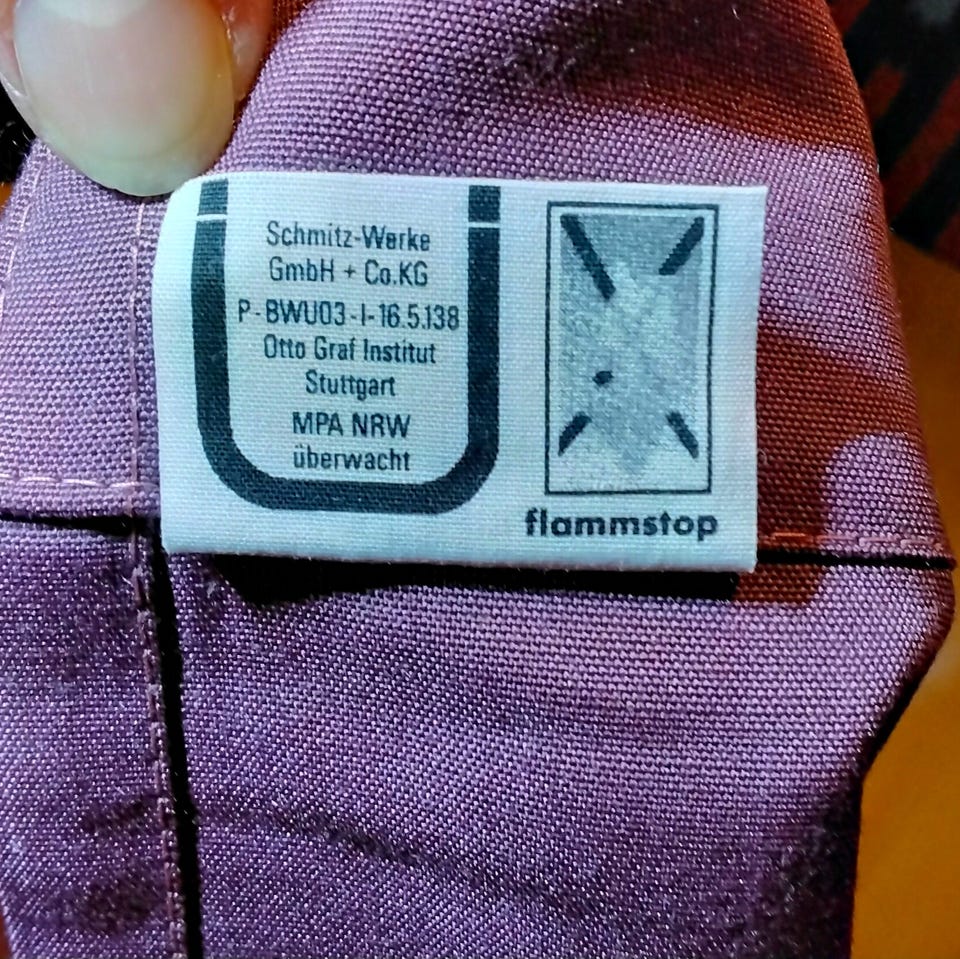 Schmitz-Werke
GmbH + Co.KG
P-BWU03-I-16.5.138
Otto Graf Institut
Stuttgart
MPA NRW
überwacht
flammstop